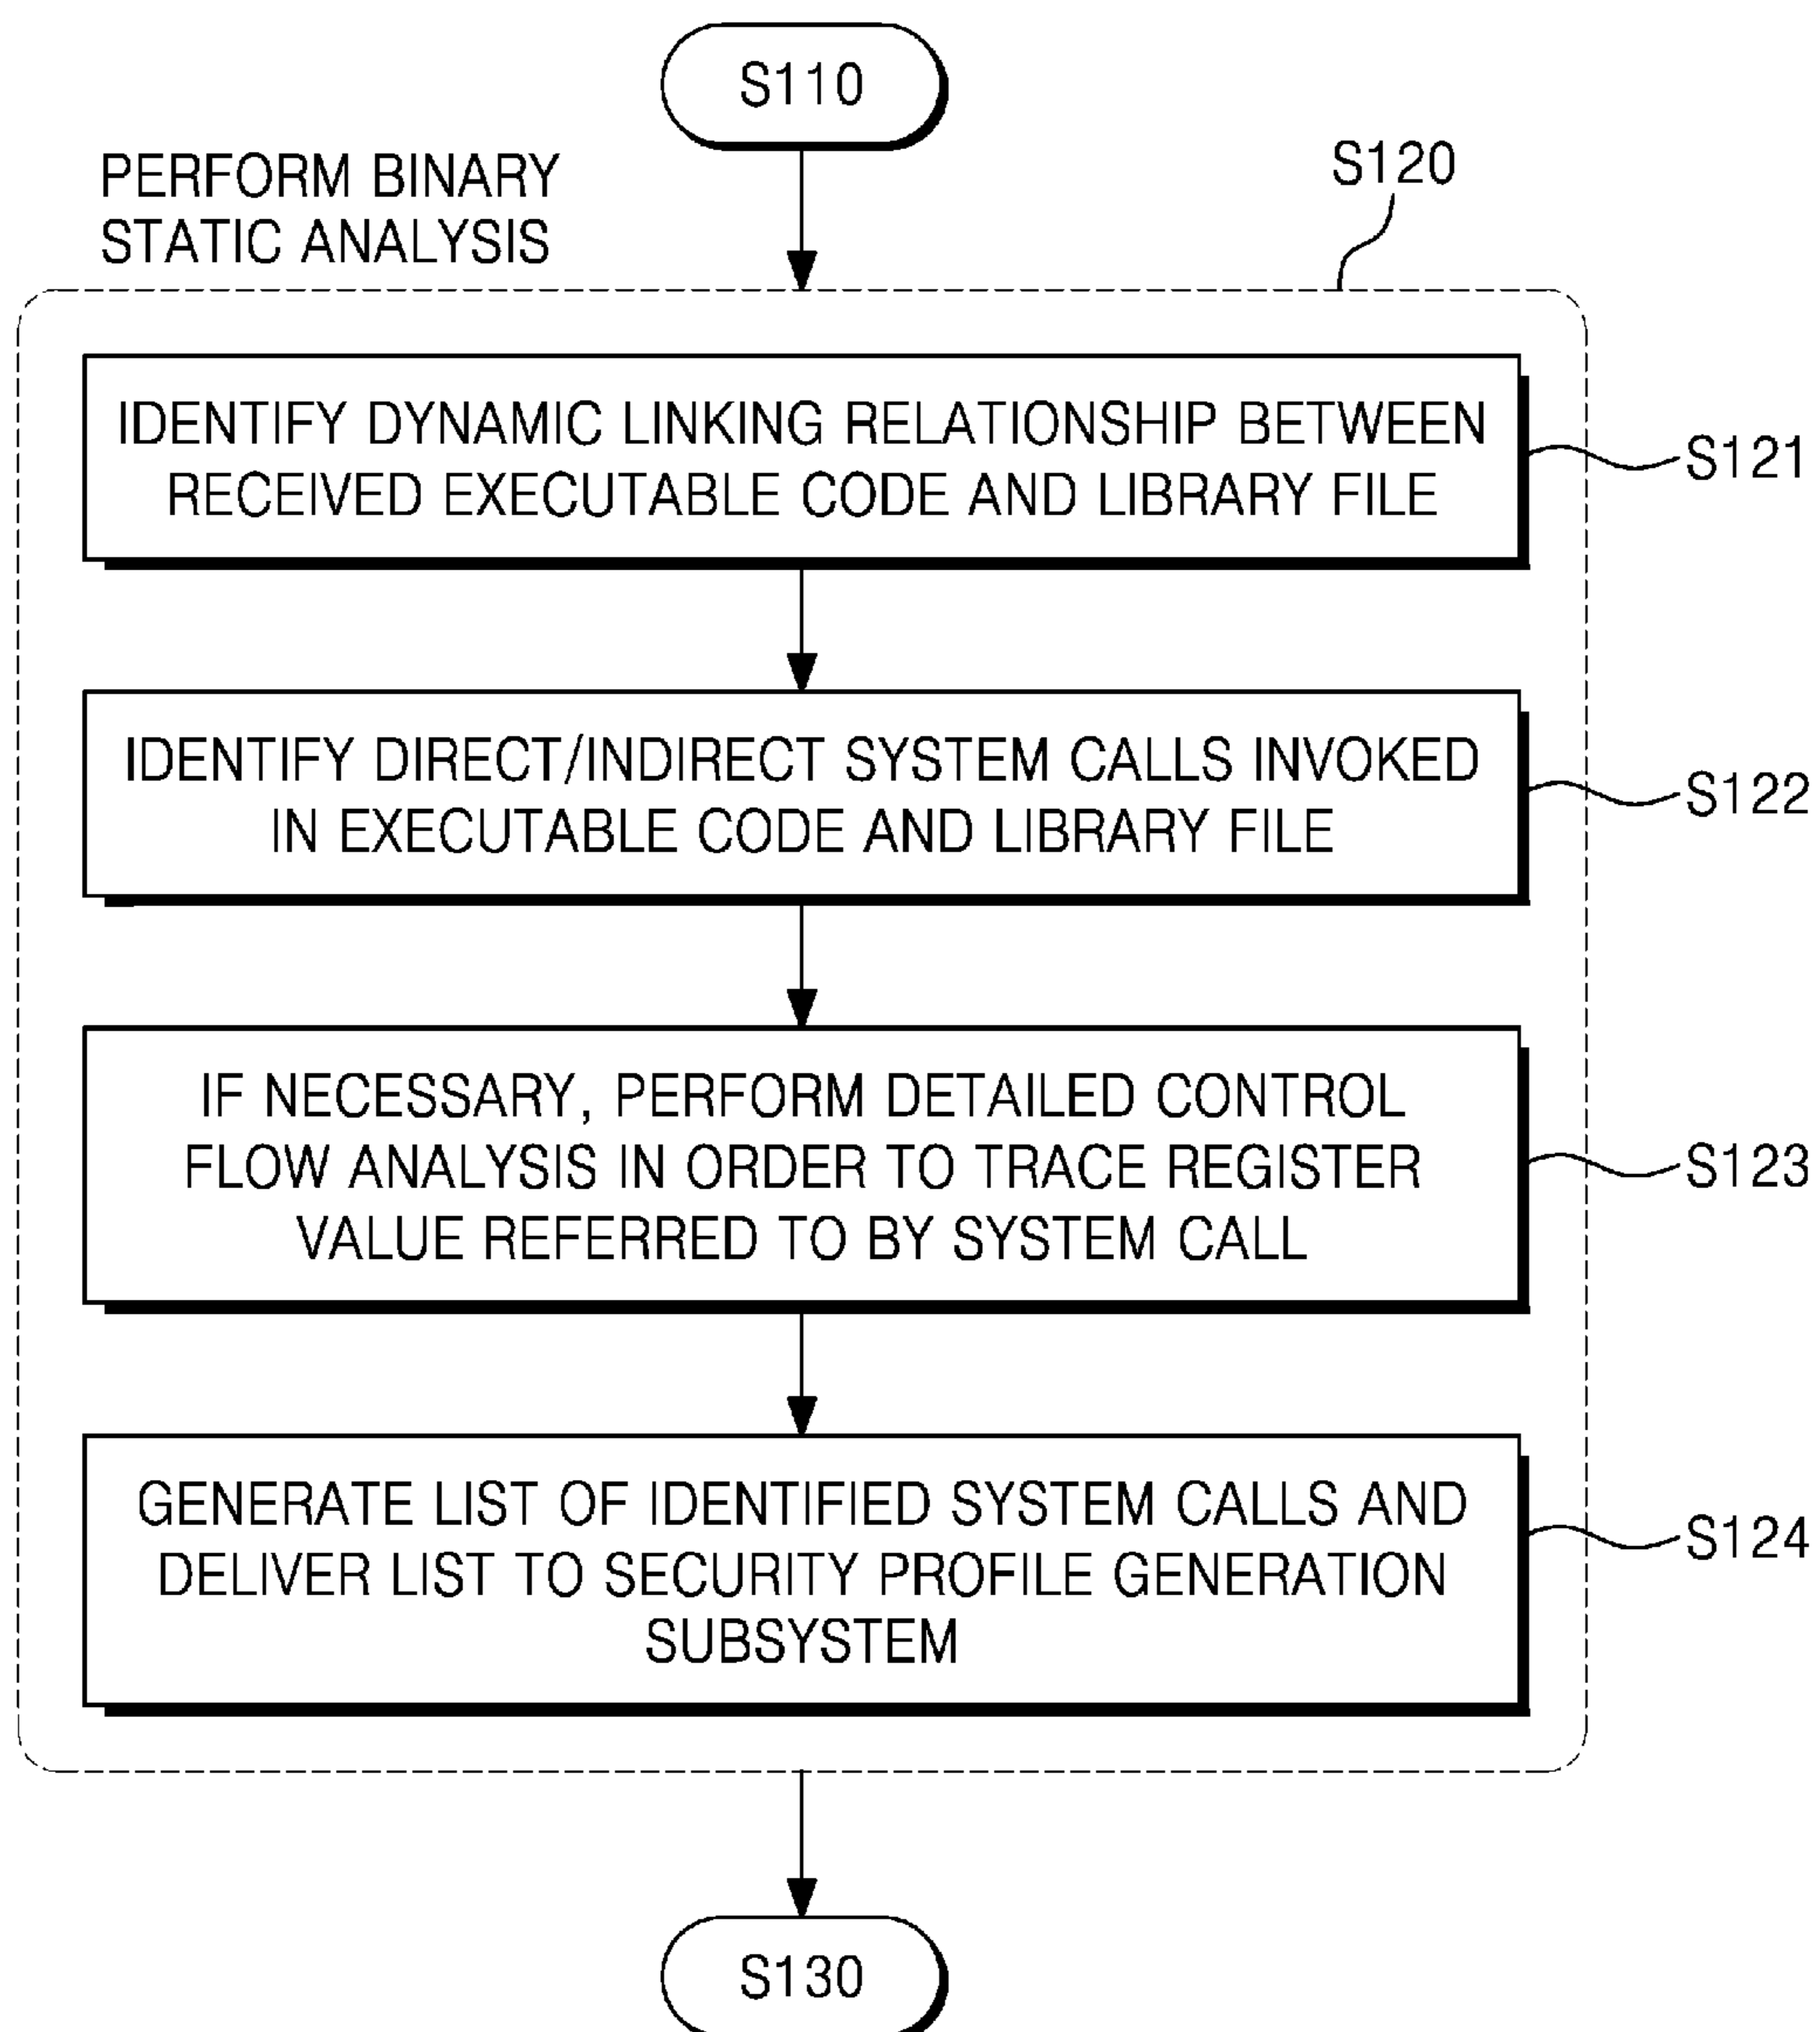 S110
PERFORM BINARY
STATIC ANALYSIS
S120
IDENTIFY DYNAMIC LINKING RELATIONSHIP BETWEEN
RECEIVED EXECUTABLE CODE AND LIBRARY FILE
S121
IDENTIFY DIRECT/INDIRECT SYSTEM CALLS INVOKED
IN EXECUTABLE CODE AND LIBRARY FILE
S122
IF NECESSARY, PERFORM DETAILED CONTROL
FLOW ANALYSIS IN ORDER TO TRACE REGISTER
VALUE REFERRED TO BY SYSTEM CALL
S123
GENERATE LIST OF IDENTIFIED SYSTEM CALLS AND
DELIVER LIST TO SECURITY PROFILE GENERATION
SUBSYSTEM
S124
S130